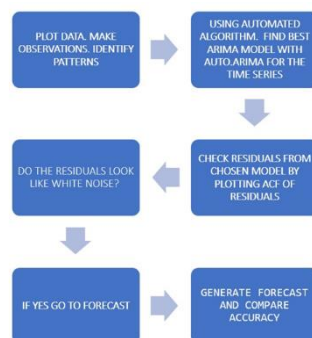 PLOT DATA. MAKE
OBSERVATIONS. IDENTIFY
PATTERNS
USING AUTOMATED
ALGORITHM. FIND BEST
ARIMA MODEL WITH
AUTO.ARIMA FOR THE
TIME SERIES
CHECK RESIDUALS FROM
CHOSEN MODEL BY
PLOTTING ACF OF
RESIDUALS
DO THE RESIDUALS LOOK
LIKE WHITE NOISE?
IF YES GO TO FORECAST
GENERATE FORECAST
AND COMPARE
ACCURACY